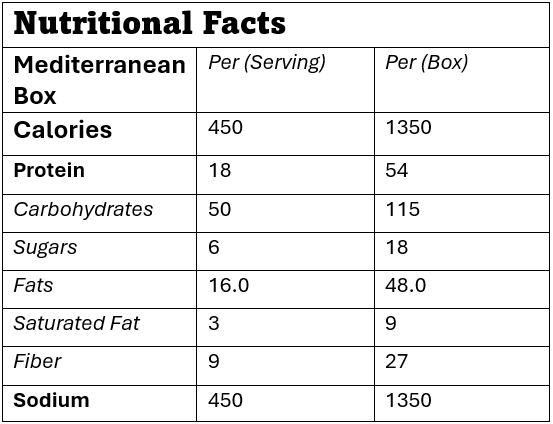 Nutritional Facts
Mediterranean Box Per (Serving) Per (Box)
Calories 450 1350
Protein 18 54
Carbohydrates 50 115
Sugars 6 18
Fats 16.0 48.0
Saturated Fat 3 9
Fiber 9 27
Sodium 450 1350